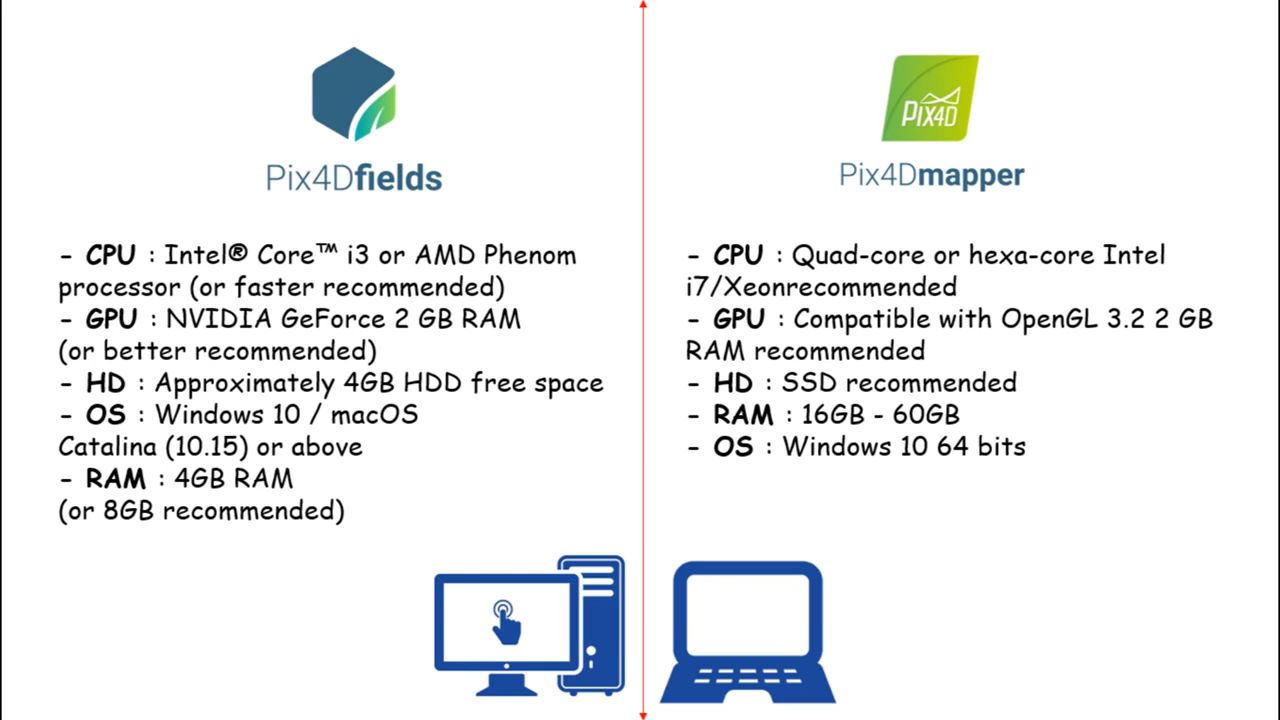 Pix4Dfields
- CPU : Intel® Core™ i3 or AMD Phenom
processor (or faster recommended)
- GPU : NVIDIA GeForce 2 GB RAM
(or better recommended)
- HD : Approximately 4GB HDD free space
- OS : Windows 10 / macOS
Catalina (10.15) or above
- RAM : 4GB RAM
(or 8GB recommended)
PIX4D
Pix4Dmapper
- CPU : Quad-core or hexa-core Intel
i7/Xeonrecommended
- GPU : Compatible with OpenGL 3.2 2 GB
RAM recommended
- HD : SSD recommended
- RAM : 16GB - 60GB
- OS : Windows 10 64 bits